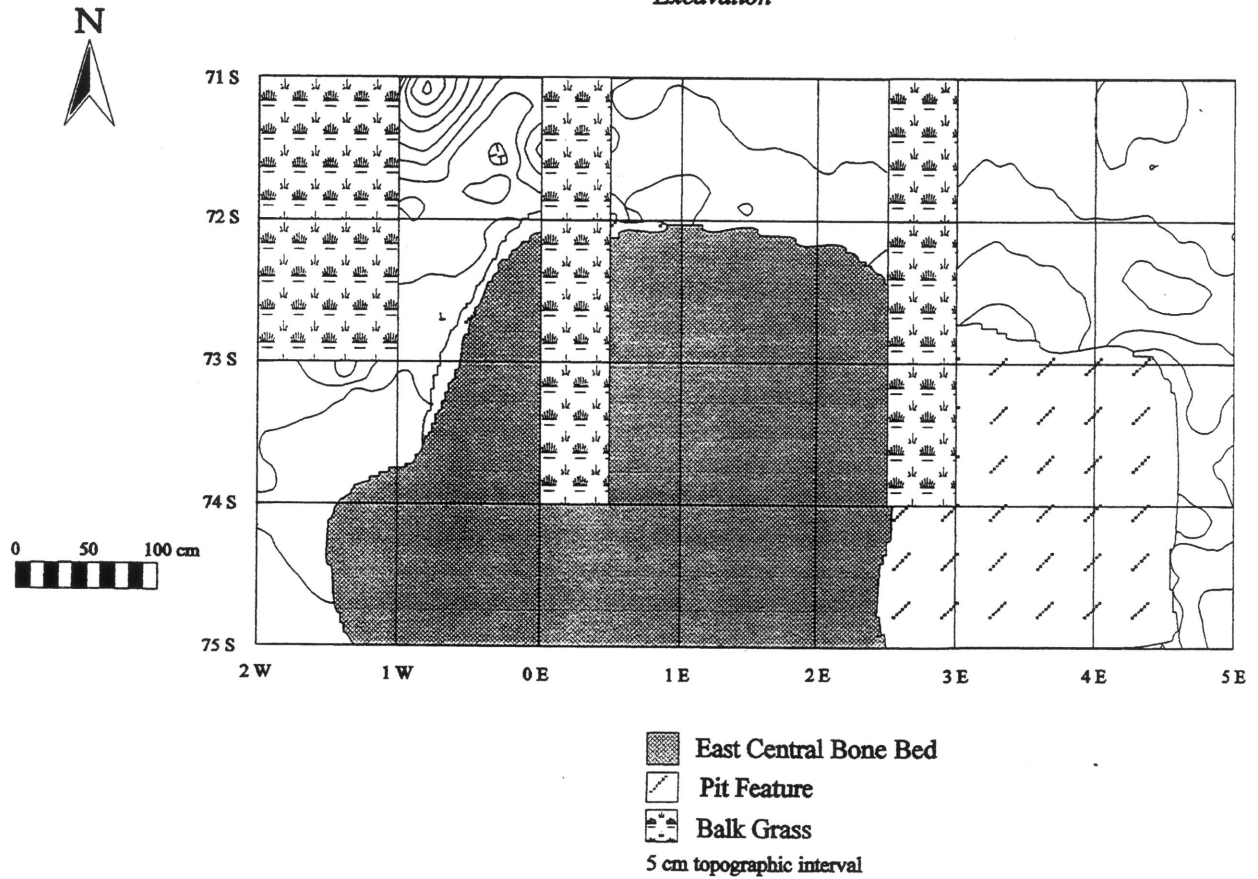 Excavation
N
71 S
72 S
73 S
74 S
75 S
0 50 100 cm
2 W 1 W 0 E 1 E 2 E 3 E 4 E 5 E
East Central Bone Bed
Pit Feature
Balk Grass
5 cm topographic interval